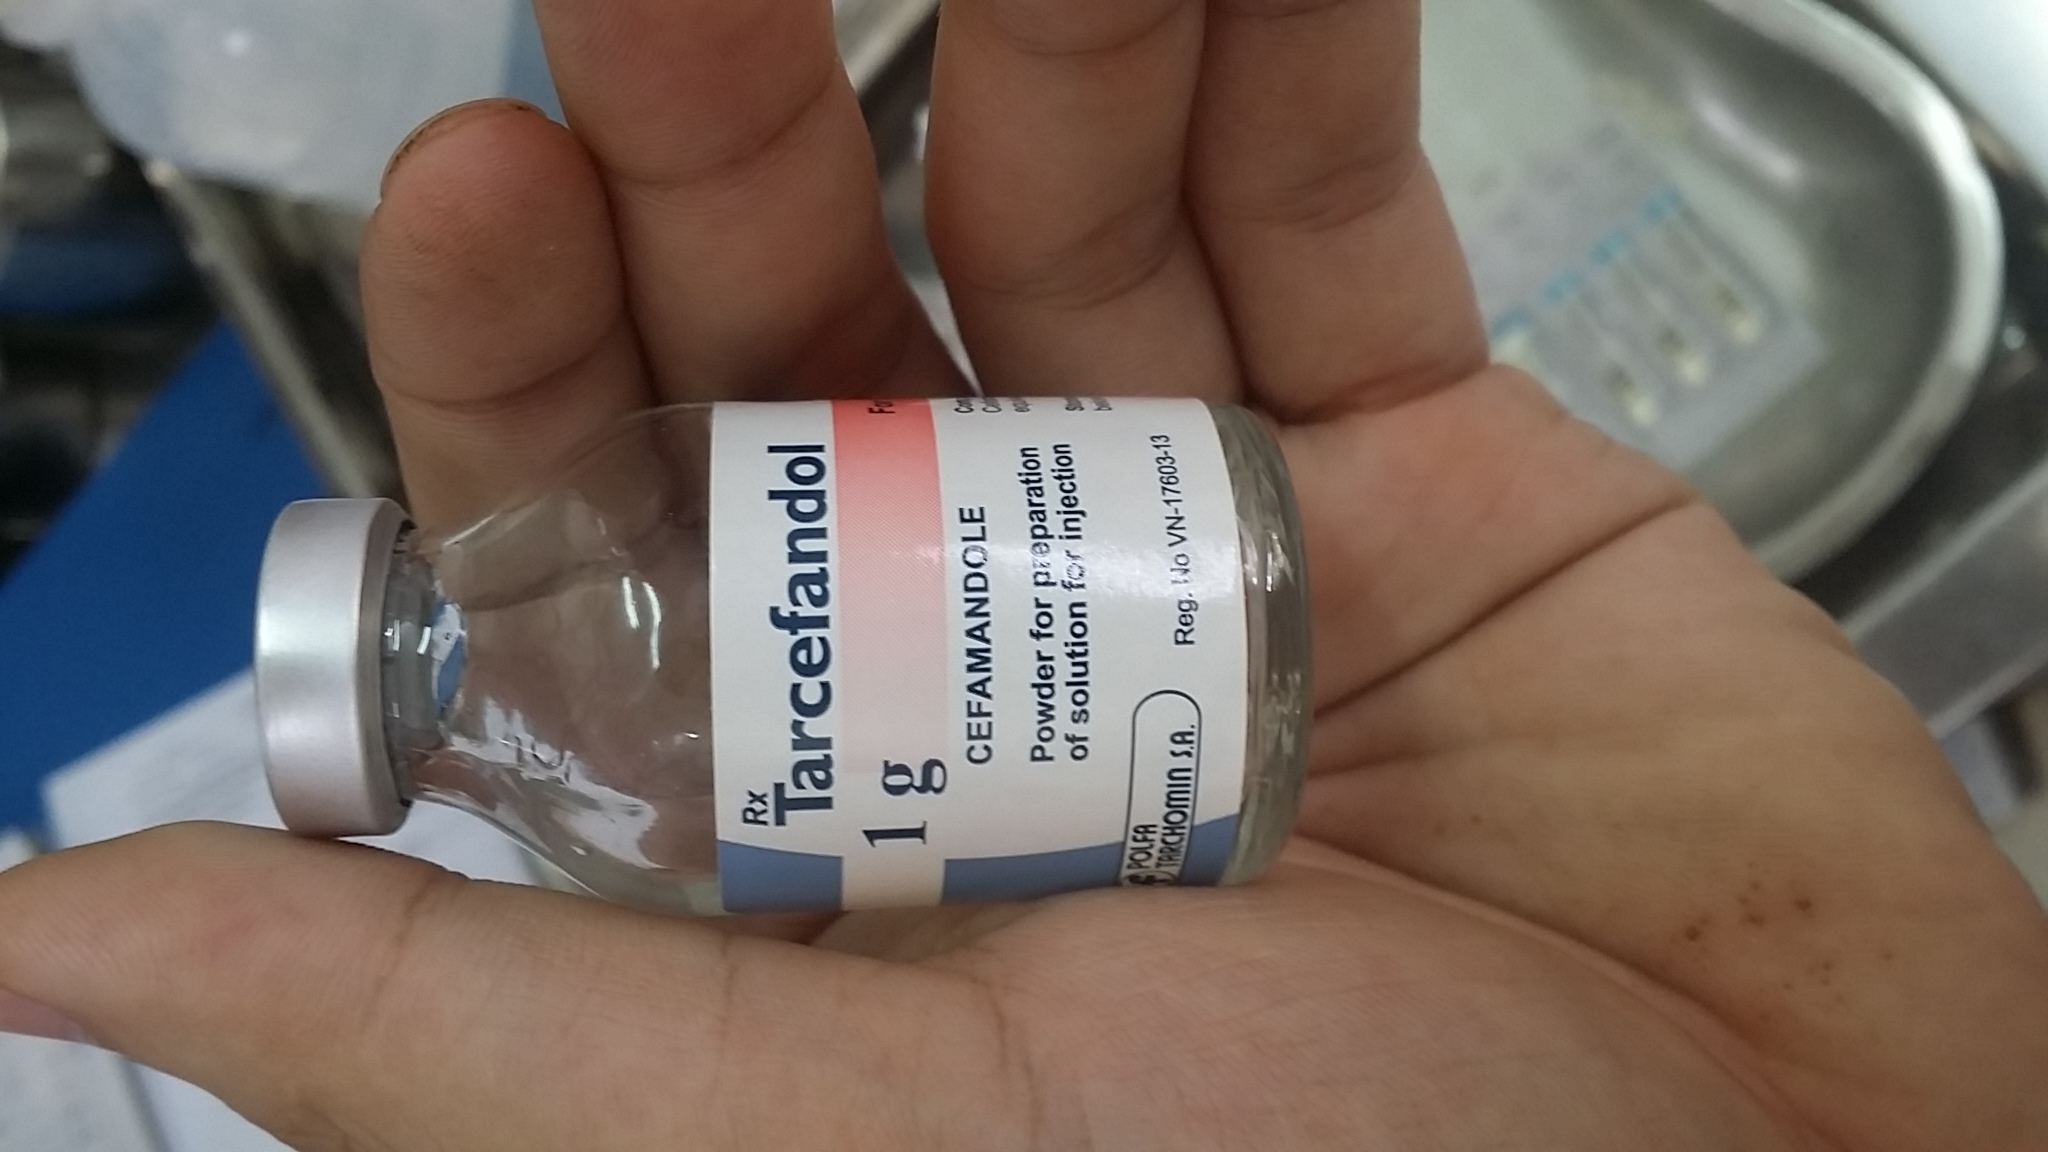 Rx
Tarcefandol
1 g
CEFAMANDOLE
Powder for preparation
of solution for injection
POLFA
TARCHOMIN S.A.
Reg. No VN-17603-13